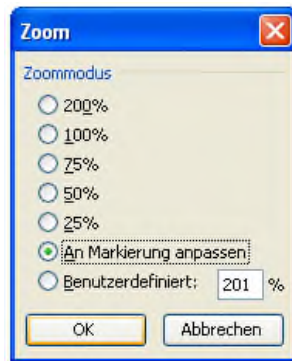 Zoom
Zoommodus
200%
100%
75%
50%
25%
An Markierung anpassen
Benutzerdefiniert: 201 %
OK Abbrechen